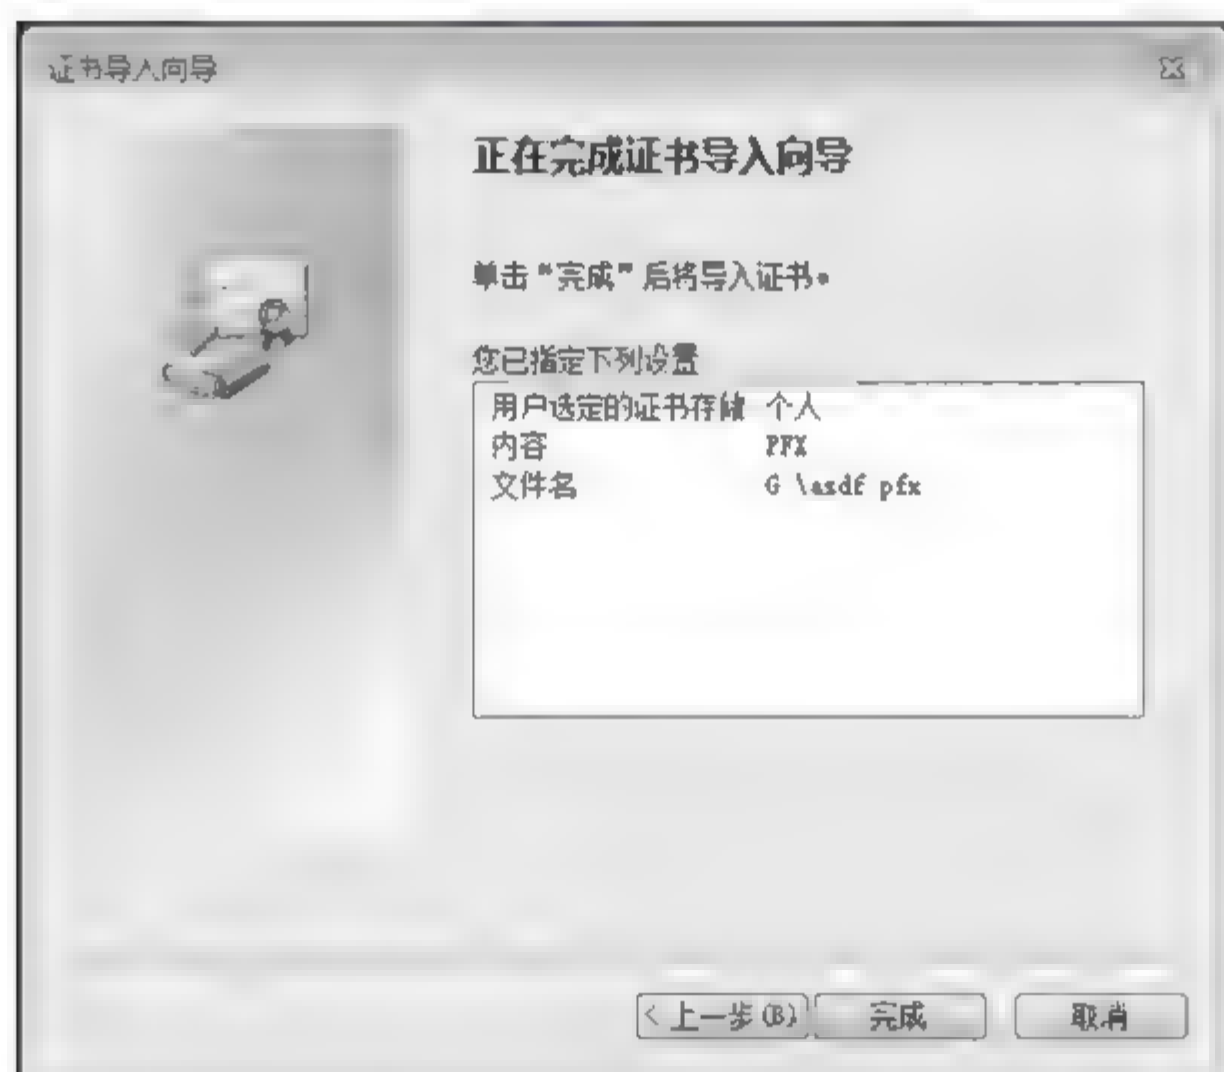 证书导入向导
正在完成证书导入向导
单击“完成”后将导入证书。
您已指定下列设置
用户选定的证书存储 个人
内容 PFX
文件名 G \asdf pfx
<上一步(B) 完成 取消